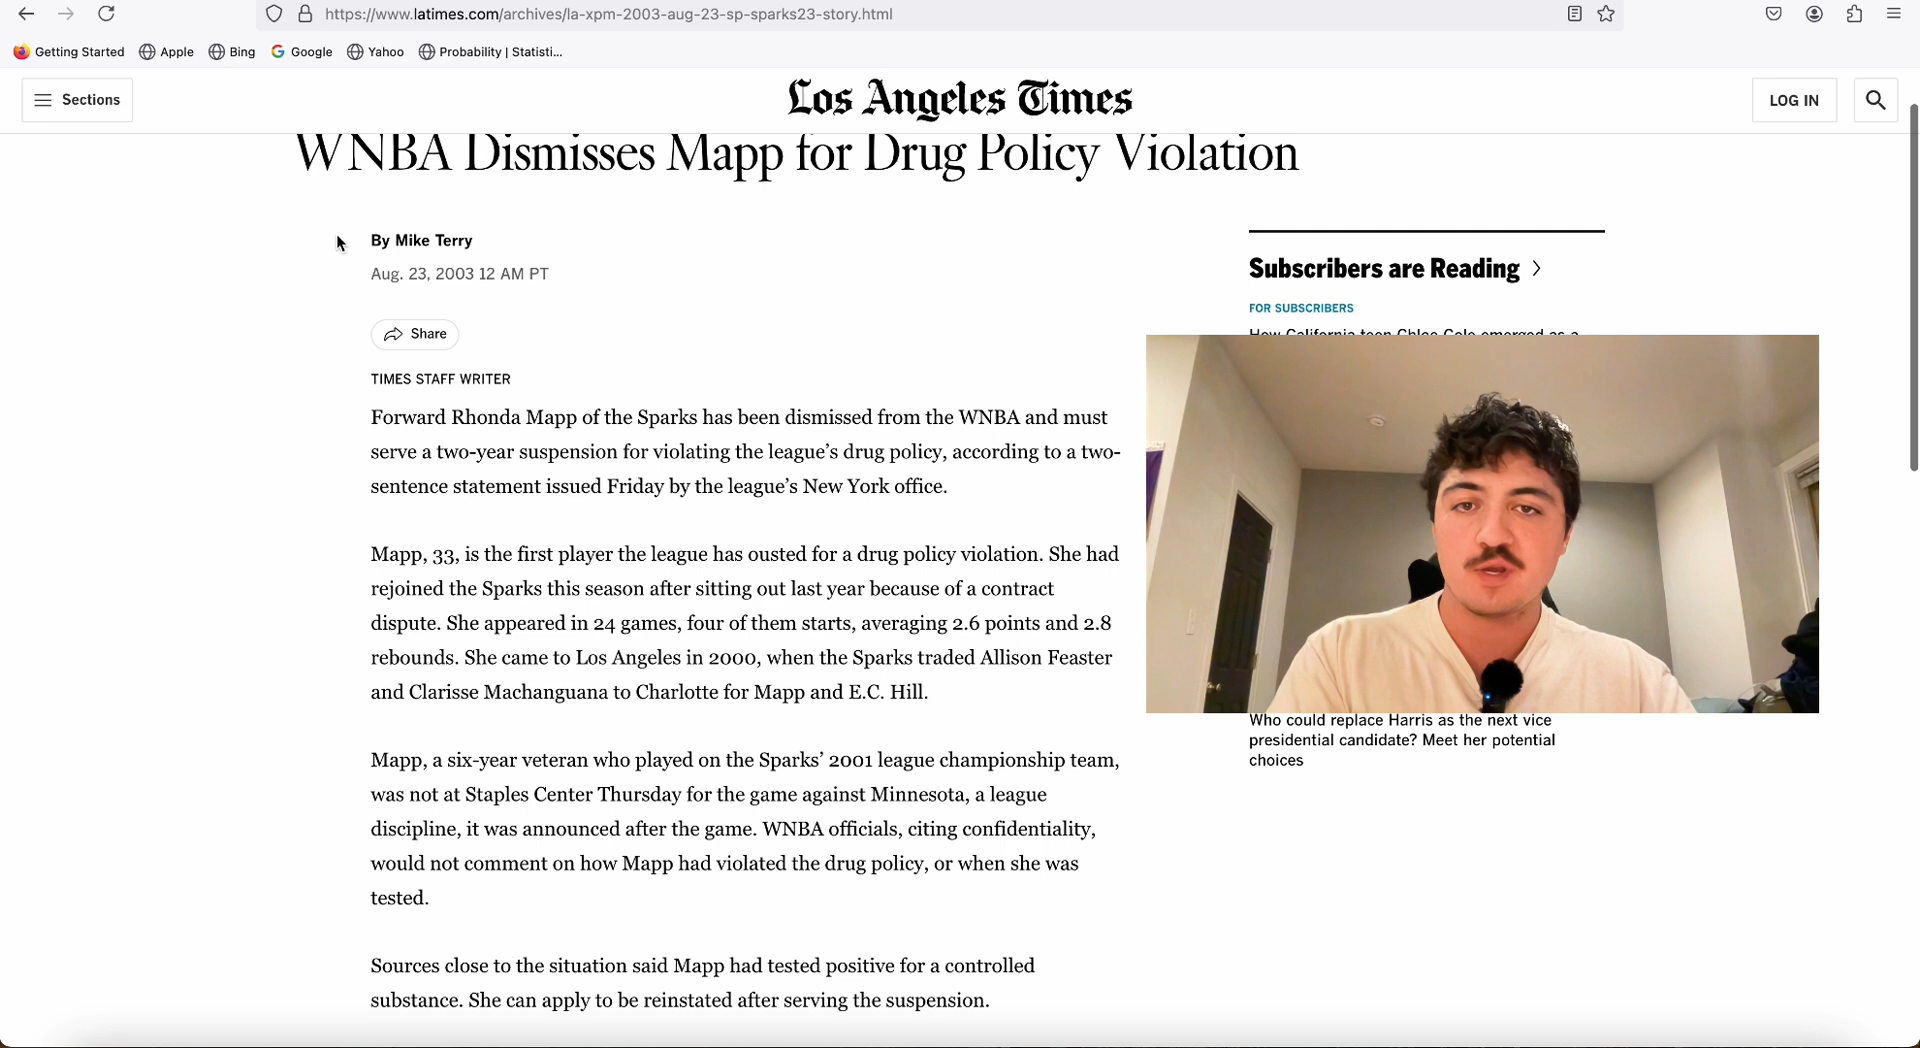 https://www.latimes.com/archives/la-xpm-2003-aug-23-sp-sparks23-story.html
Getting Started Apple Bing Google Yahoo Probability | Statisti...
Sections
Los Angeles Times
LOG IN
WNBA Dismisses Mapp for Drug Policy Violation
By Mike Terry
Aug. 23, 2003 12 AM PT
Share
TIMES STAFF WRITER
Forward Rhonda Mapp of the Sparks has been dismissed from the WNBA and must
serve a two-year suspension for violating the league’s drug policy, according to a two-
sentence statement issued Friday by the league’s New York office.
Mapp, 33, is the first player the league has ousted for a drug policy violation. She had
rejoined the Sparks this season after sitting out last year because of a contract
dispute. She appeared in 24 games, four of them starts, averaging 2.6 points and 2.8
rebounds. She came to Los Angeles in 2000, when the Sparks traded Allison Feaster
and Clarisse Machanguana to Charlotte for Mapp and E.C. Hill.
Mapp, a six-year veteran who played on the Sparks’ 2001 league championship team,
was not at Staples Center Thursday for the game against Minnesota, a league
discipline, it was announced after the game. WNBA officials, citing confidentiality,
would not comment on how Mapp had violated the drug policy, or when she was
tested.
Sources close to the situation said Mapp had tested positive for a controlled
substance. She can apply to be reinstated after serving the suspension.
Subscribers are Reading
FOR SUBSCRIBERS
How California teen Chloe Cole emerged as a
Who could replace Harris as the next vice
presidential candidate? Meet her potential
choices